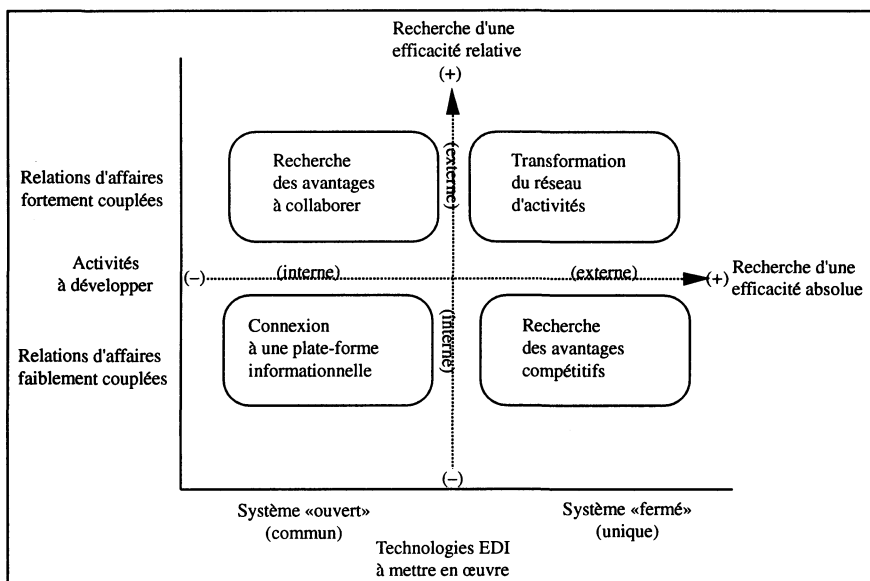 Recherche d'une
efficacité relative
(+)
Relations d'affaires
fortement couplées
Recherche
des avantages
à collaborer
(externe)
Transformation
du réseau
d'activités
Activités
à développer
(–)
(interne)
(externe)
(+)
Recherche d'une
efficacité absolue
Relations d'affaires
faiblement couplées
Connexion
à une plate-forme
informationnelle
(interne)
Recherche
des avantages
compétitifs
(–)
Système «ouvert»
(commun)
Système «fermé»
(unique)
Technologies EDI
à mettre en œuvre